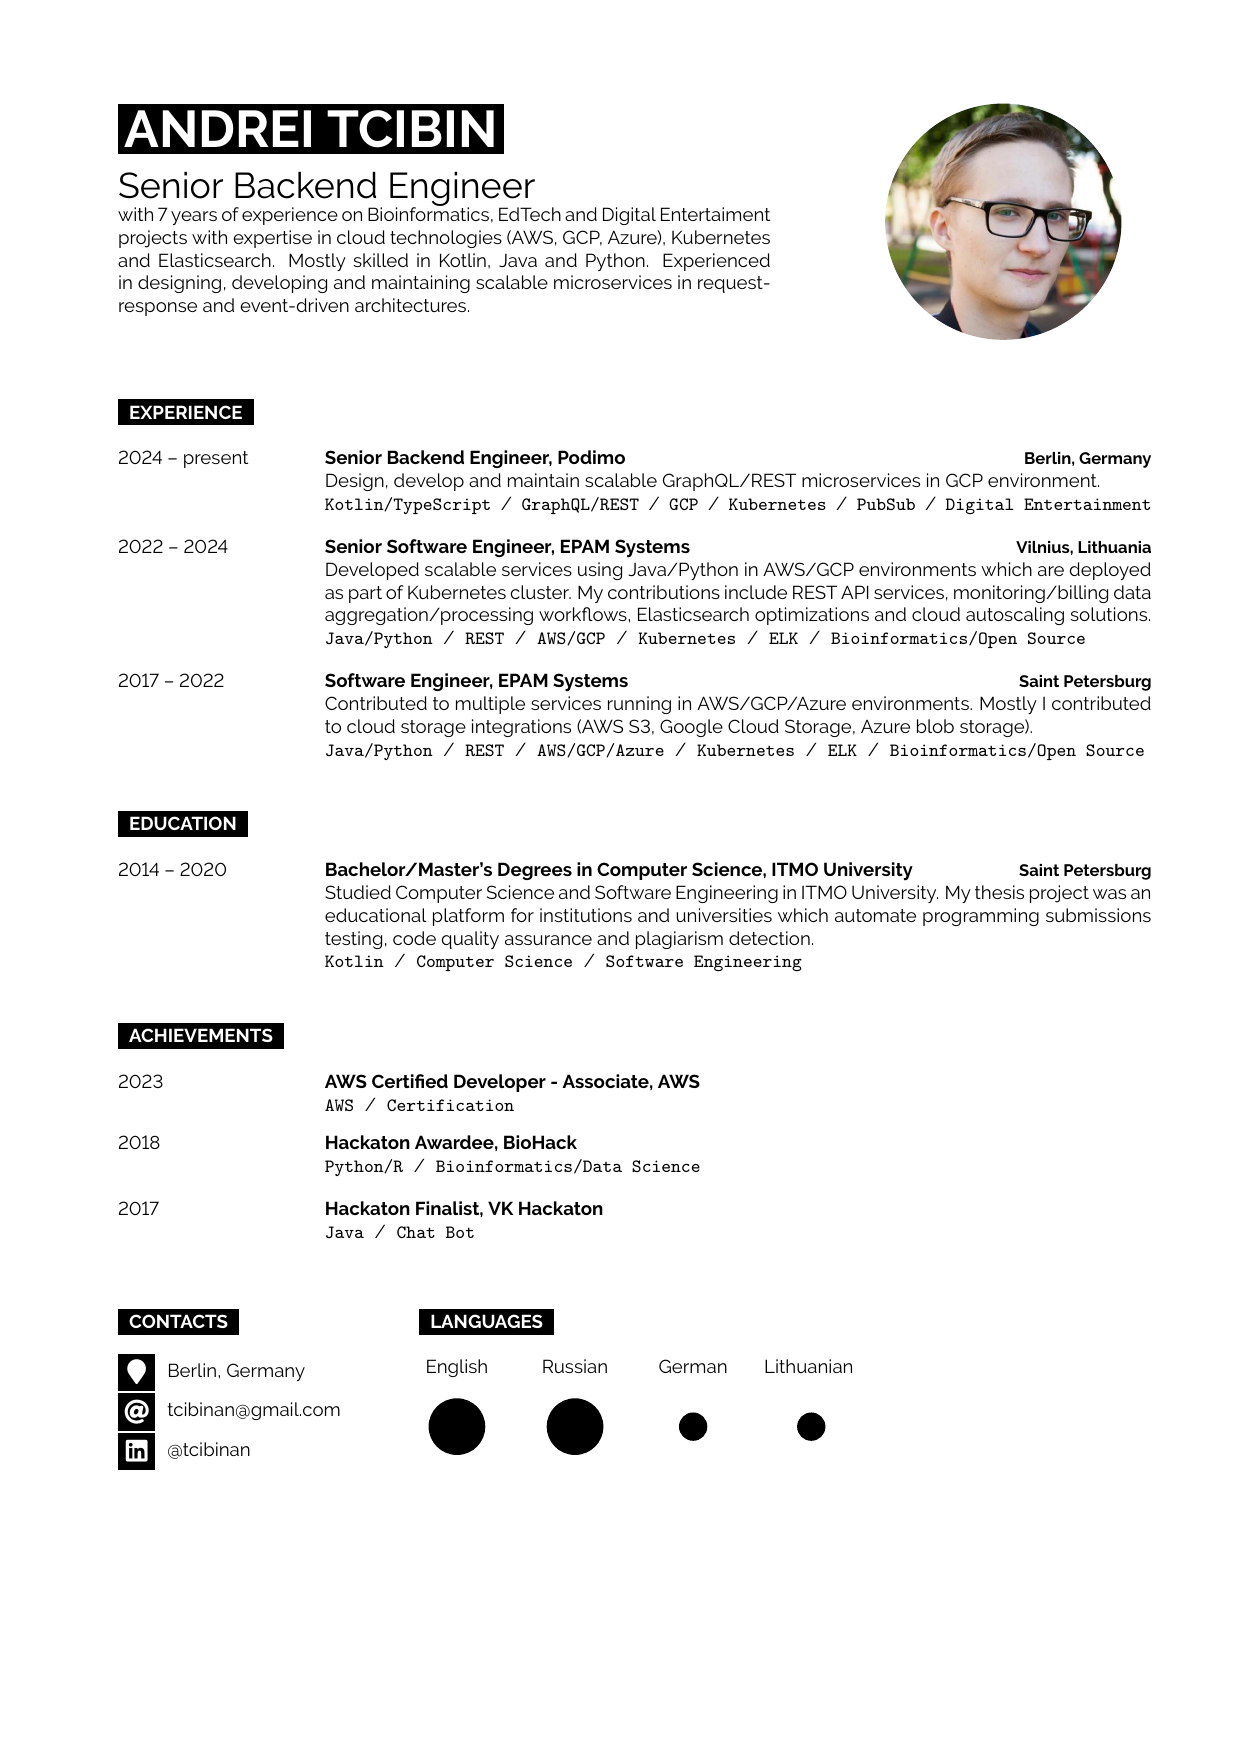 ANDREI TCIBIN
Senior Backend Engineer
with 7 years of experience on Bioinformatics, EdTech and Digital Entertaiment
projects with expertise in cloud technologies (AWS, GCP, Azure), Kubernetes
and Elasticsearch. Mostly skilled in Kotlin, Java and Python. Experienced
in designing, developing and maintaining scalable microservices in request-
response and event-driven architectures.
EXPERIENCE
2024 – present Senior Backend Engineer, Podimo Berlin, Germany
Design, develop and maintain scalable GraphQL/REST microservices in GCP environment.
Kotlin/TypeScript / GraphQL/REST / GCP / Kubernetes / PubSub / Digital Entertainment
2022 – 2024 Senior Software Engineer, EPAM Systems Vilnius, Lithuania
Developed scalable services using Java/Python in AWS/GCP environments which are deployed
as part of Kubernetes cluster. My contributions include REST API services, monitoring/billing data
aggregation/processing workflows, Elasticsearch optimizations and cloud autoscaling solutions.
Java/Python / REST / AWS/GCP / Kubernetes / ELK / Bioinformatics/Open Source
2017 – 2022 Software Engineer, EPAM Systems Saint Petersburg
Contributed to multiple services running in AWS/GCP/Azure environments. Mostly I contributed
to cloud storage integrations (AWS S3, Google Cloud Storage, Azure blob storage).
Java/Python / REST / AWS/GCP/Azure / Kubernetes / ELK / Bioinformatics/Open Source
EDUCATION
2014 – 2020 Bachelor/Master's Degrees in Computer Science, ITMO University Saint Petersburg
Studied Computer Science and Software Engineering in ITMO University. My thesis project was an
educational platform for institutions and universities which automate programming submissions
testing, code quality assurance and plagiarism detection.
Kotlin / Computer Science / Software Engineering
ACHIEVEMENTS
2023 AWS Certified Developer - Associate, AWS
AWS / Certification
2018 Hackaton Awardee, BioHack
Python/R / Bioinformatics/Data Science
2017 Hackaton Finalist, VK Hackaton
Java / Chat Bot
CONTACTS
Berlin, Germany
tcibinan@gmail.com
@tcibinan
LANGUAGES
English Russian German Lithuanian